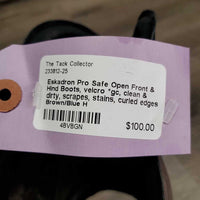 The Tack Collector
233812-25
Eskadron Pro Safe Open Front &
Hind Boots, velcro *gc, clean &
dirty, scrapes, stains, curled edges
Brown/Blue H
48VBGN
$100.00